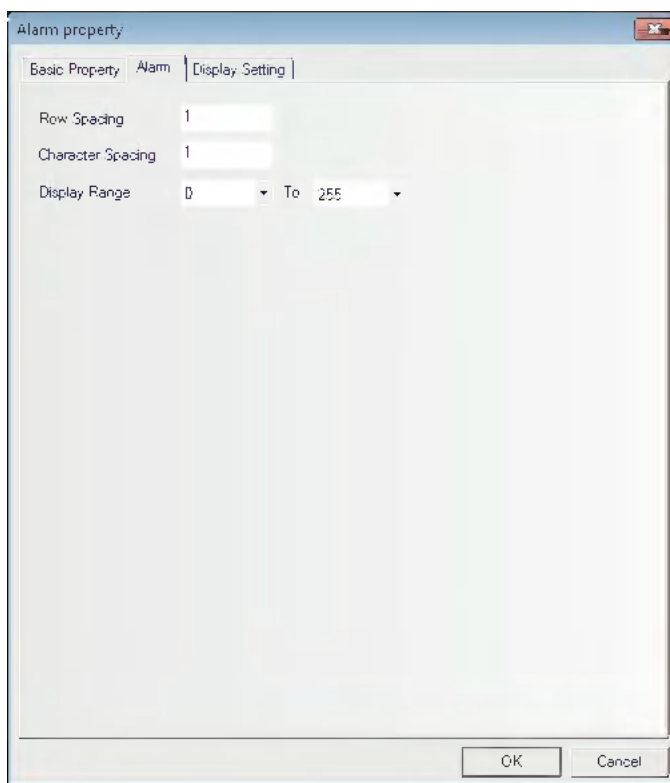 Alarm property
Basic Property Alarm Display Setting
Row Spacing 1
Character Spacing 1
Display Range 0 To 255
OK Cancel